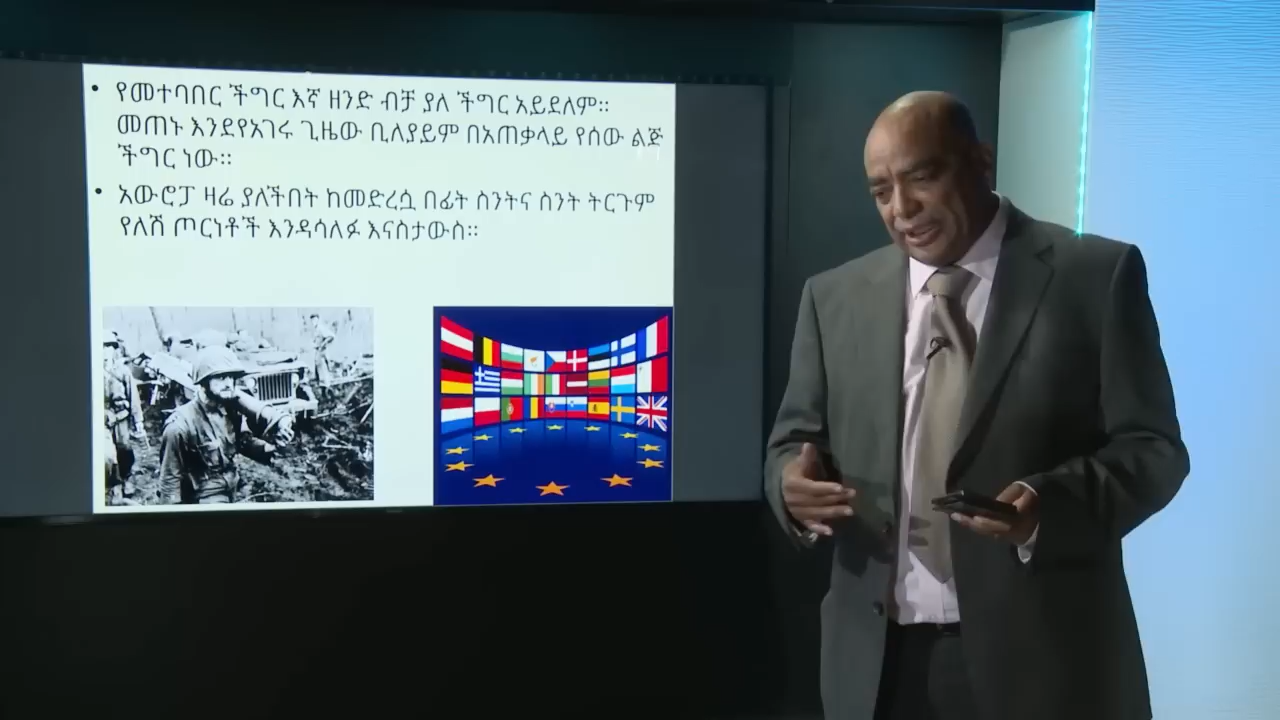 • የመተባበር ችግር እኛ ዘንድ ብቻ ያለ ችግር አይደለም።
መጠኑ እንደየአገሩ ጊዜው ቢለያይም በአጠቃላይ የሰው ልጅ
ችግር ነው።
• አውሮፓ ዛሬ ያለችበት ከመድረሷ በፊት ስንትና ስንት ትርጉም
የለሽ ጦርነቶች እንዳሳለፉ እናስታውስ።